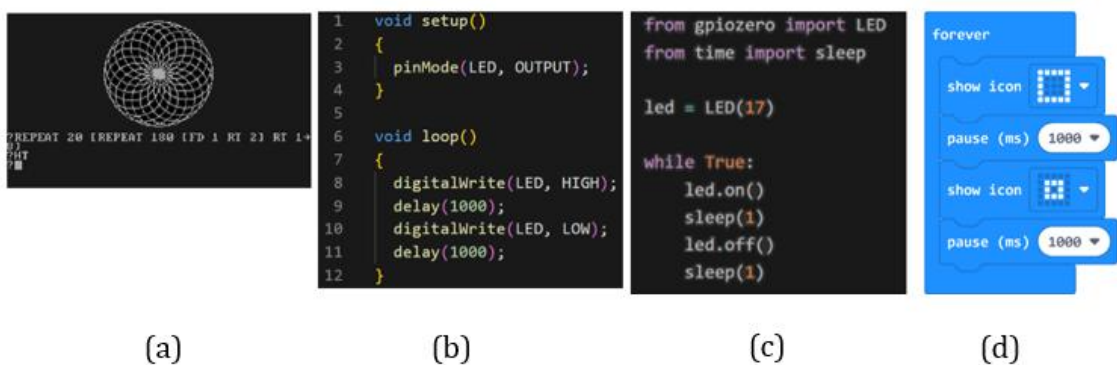 ?REPEAT 20 [REPEAT 180 [FD 1 RT 2] RT 1→
8]
?HT
?
(a)
1 void setup()
2 {
3 pinMode(LED, OUTPUT);
4 }
5
6 void loop()
7 {
8 digitalWrite(LED, HIGH);
9 delay(1000);
10 digitalWrite(LED, LOW);
11 delay(1000);
12 }
(b)
from gpiozero import LED
from time import sleep
led = LED(17)
while True:
led.on()
sleep(1)
led.off()
sleep(1)
(c)
forever
show icon
pause (ms) 1000
show icon
pause (ms) 1000
(d)